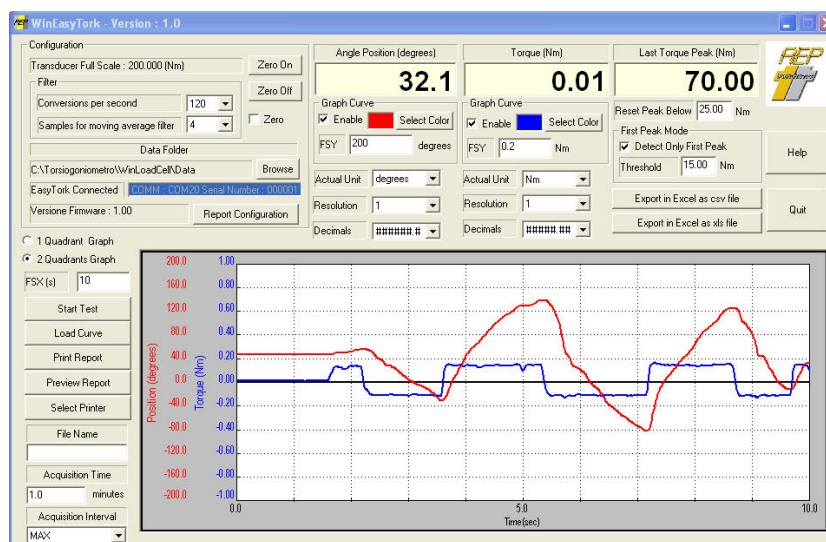 WinEasyTork - Version : 1.0
Configuration
Transducer Full Scale : 200.000 (Nm)
Zero On
Filter
Zero Off
Conversions per second
120
Samples for moving average filter
4
Zero
Data Folder
C:\Torsiogoniometro\WinLoadCell\Data
Browse
EasyTork Connected
COMM : COM20 Serial Number : 000001
Versione Firmware : 1.00
Report Configuration
Angle Position (degrees)
32.1
Graph Curve
Enable
Select Color
FSY
200
degrees
Actual Unit
degrees
Resolution
1
Decimals
######.#
Torque (Nm)
0.01
Graph Curve
Enable
Select Color
FSY
0.2
Nm
Actual Unit
Nm
Resolution
1
Decimals
#####.##
Last Torque Peak (Nm)
70.00
Reset Peak Below
25.00
Nm
First Peak Mode
Detect Only First Peak
Threshold
15.00
Nm
Export in Excel as csv file
Export in Excel as xls file
AEP
Help
Quit
1 Quadrant Graph
2 Quadrants Graph
FSX (s)
10
Start Test
Load Curve
Print Report
Preview Report
Select Printer
File Name
Acquisition Time
1.0
minutes
Acquisition Interval
MAX
Position (degrees)
200.0
160.0
120.0
80.0
40.0
0.0
-40.0
-80.0
-120.0
-160.0
-200.0
Torque (Nm)
1.00
0.80
0.60
0.40
0.20
0.00
-0.20
-0.40
-0.60
-0.80
-1.00
0.0
5.0
10.0
Time(sec)